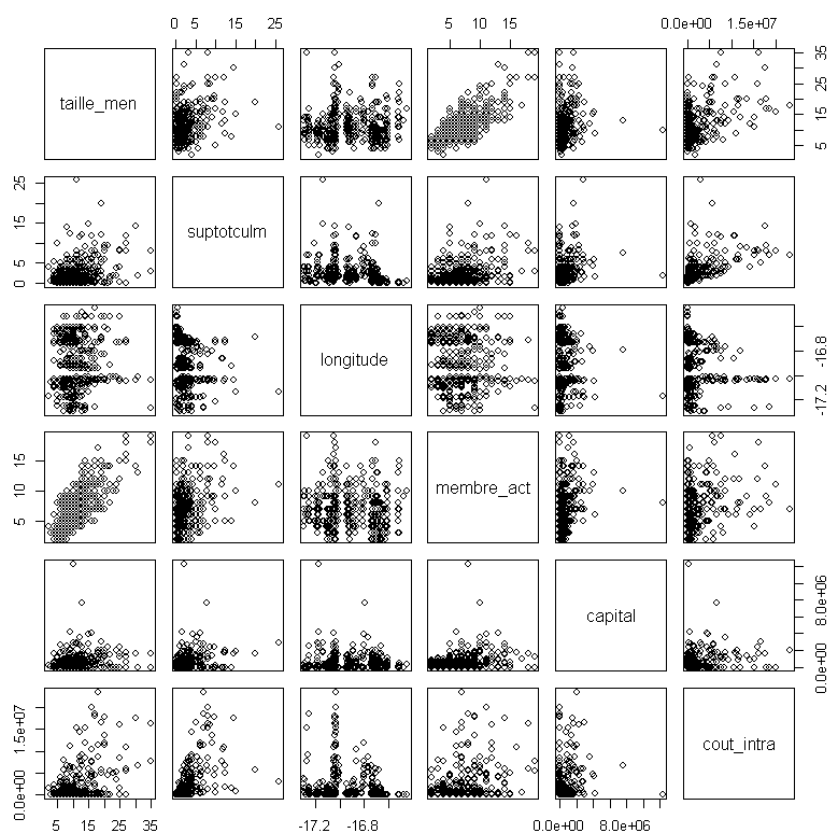 0 5 15 25
5 10 15
0.0e+00 1.5e+07
taille_men
5 15 25 35
0 5 15 25
suptotculm
longitude
-17.2 -16.8
5 10 15
membre_act
capital
0.0e+00 8.0e+06
0.0e+00 1.5e+07
cout_intra
5 15 25 35
-17.2 -16.8
0.0e+00 8.0e+06